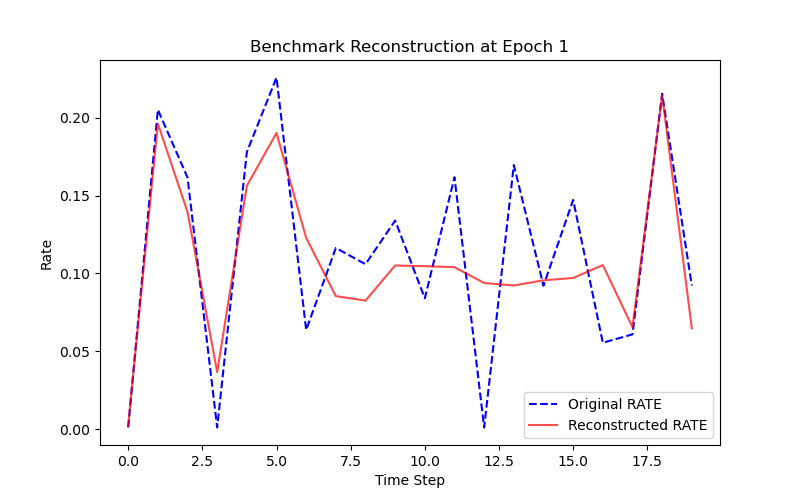 Benchmark Reconstruction at Epoch 1
Rate
0.20
0.15
0.10
0.05
0.00
Original RATE
Reconstructed RATE
0.0 2.5 5.0 7.5 10.0 12.5 15.0 17.5
Time Step